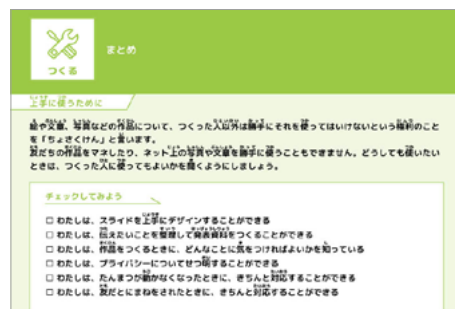 つくる
まとめ
上手に使うために
絵や文章、写真などの作品について、つくった人以外は勝手にそれを使ってはいけないという権利のこと
を「ちょさくけん」と言います。
友だちの作品をマネしたり、ネット上の写真や文章を勝手に使うこともできません。どうしても使いたい
ときは、つくった人に使ってもよいかを聞くようにしましょう。
チェックしてみよう
□ わたしは、スライドを上手にデザインすることができる
□ わたしは、伝えたいことを整理して発表資料をつくることができる
□ わたしは、作品をつくるときに、どんなことに気をつければよいかを知っている
□ わたしは、プライバシーについてせつ明することができる
□ わたしは、たんまつが動かなくなったときに、きちんと対応することができる
□ わたしは、友だちにまねをされたときに、きちんと対応することができる